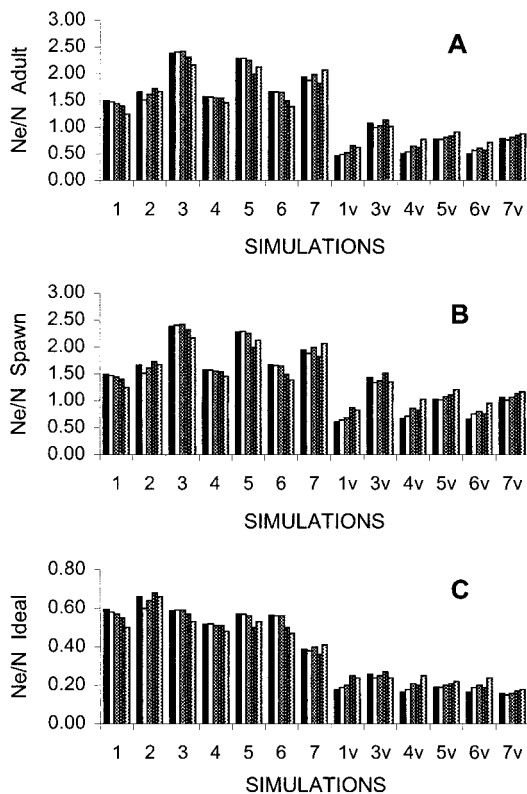 A
Ne/N Adult
3.00
2.50
2.00
1.50
1.00
0.50
0.00
1 2 3 4 5 6 7 1v 3v 4v 5v 6v 7v
SIMULATIONS
B
Ne/N Spawn
3.00
2.50
2.00
1.50
1.00
0.50
0.00
1 2 3 4 5 6 7 1v 3v 4v 5v 6v 7v
SIMULATIONS
C
Ne/N Ideal
0.80
0.60
0.40
0.20
0.00
1 2 3 4 5 6 7 1v 3v 4v 5v 6v 7v
SIMULATIONS